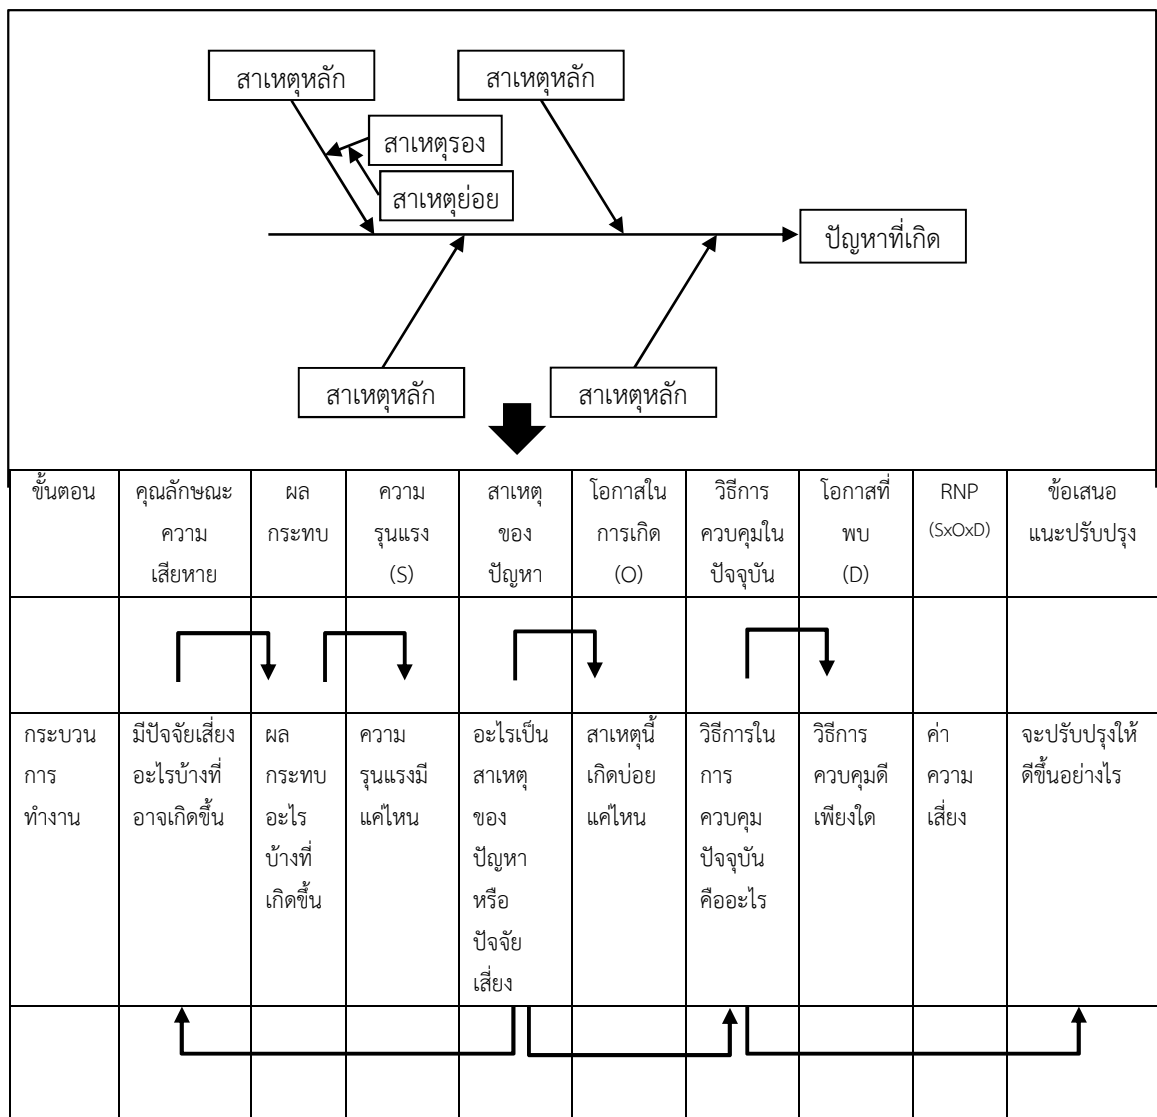 สาเหตุหลัก
สาเหตุหลัก
สาเหตุรอง
สาเหตุย่อย
ปัญหาที่เกิด
สาเหตุหลัก
สาเหตุหลัก
ขั้นตอน
คุณลักษณะ
ความ
เสียหาย
ผล
กระทบ
ความ
รุนแรง
(S)
สาเหตุ
ของ
ปัญหา
โอกาสใน
การเกิด
(O)
วิธีการ
ควบคุมใน
ปัจจุบัน
โอกาสที่
พบ
(D)
RNP
(SxOxD)
ข้อเสนอ
แนะปรับปรุง
กระบวน
การ
ทำงาน
มีปัจจัยเสี่ยง
อะไรบ้างที่
อาจเกิดขึ้น
ผล
กระทบ
อะไร
บ้างที่
เกิดขึ้น
ความ
รุนแรงมี
แค่ไหน
อะไรเป็น
สาเหตุ
ของ
ปัญหา
หรือ
ปัจจัย
เสี่ยง
สาเหตุนี้
เกิดบ่อย
แค่ไหน
วิธีการใน
การ
ควบคุม
ปัจจุบัน
คืออะไร
วิธีการ
ควบคุมดี
เพียงใด
ค่า
ความ
เสี่ยง
จะปรับปรุงให้
ดีขึ้นอย่างไร